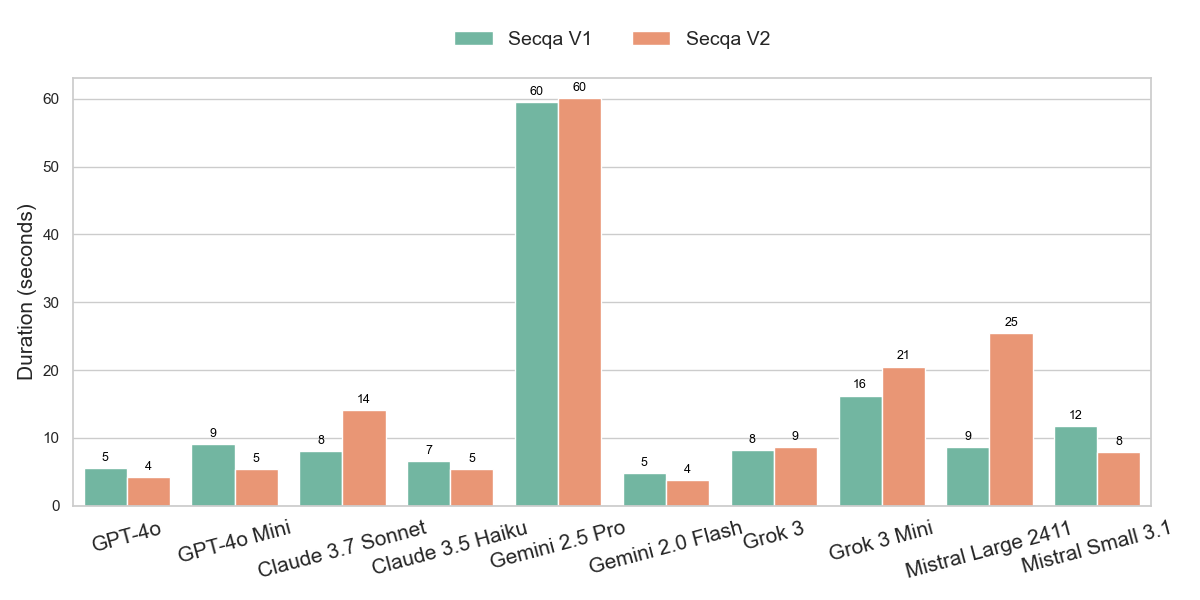 Secqa V1 Secqa V2
Duration (seconds)
60
50
40
30
20
10
0
5 4 9 5 8 14 7 5 60 60 5 4 8 9 16 21 9 25 12 8
GPT-4o GPT-4o Mini Claude 3.7 Sonnet Claude 3.5 Haiku Gemini 2.5 Pro Gemini 2.0 Flash Grok 3 Grok 3 Mini Mistral Large 2411 Mistral Small 3.1